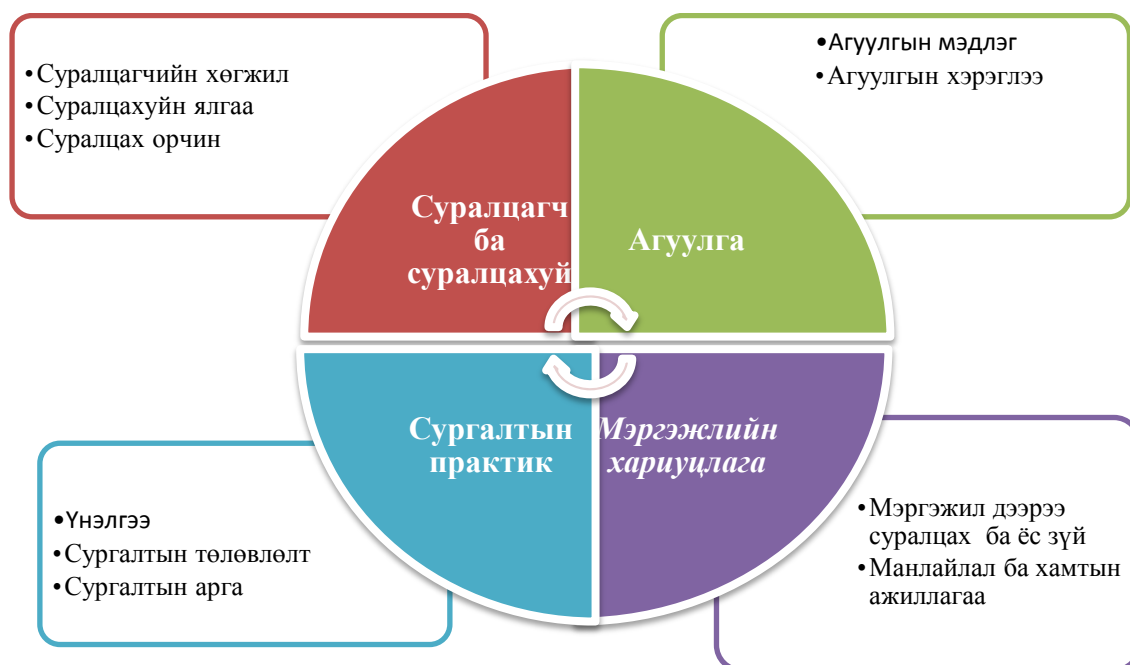 •Суралцагчийн хөгжил
•Суралцахуйн ялгаа
•Суралцах орчин
•Агуулгын мэдлэг
•Агуулгын хэрэглээ
Суралцагч
ба
суралцахуй
Агуулга
Сургалтын
практик
Мэргэжлийн
хариуцлага
•Үнэлгээ
•Сургалтын төлөвлөлт
•Сургалтын арга
•Мэргэжил дээрээ
суралцах ба ёс зүй
•Манлайлал ба хамтын
ажиллагаа